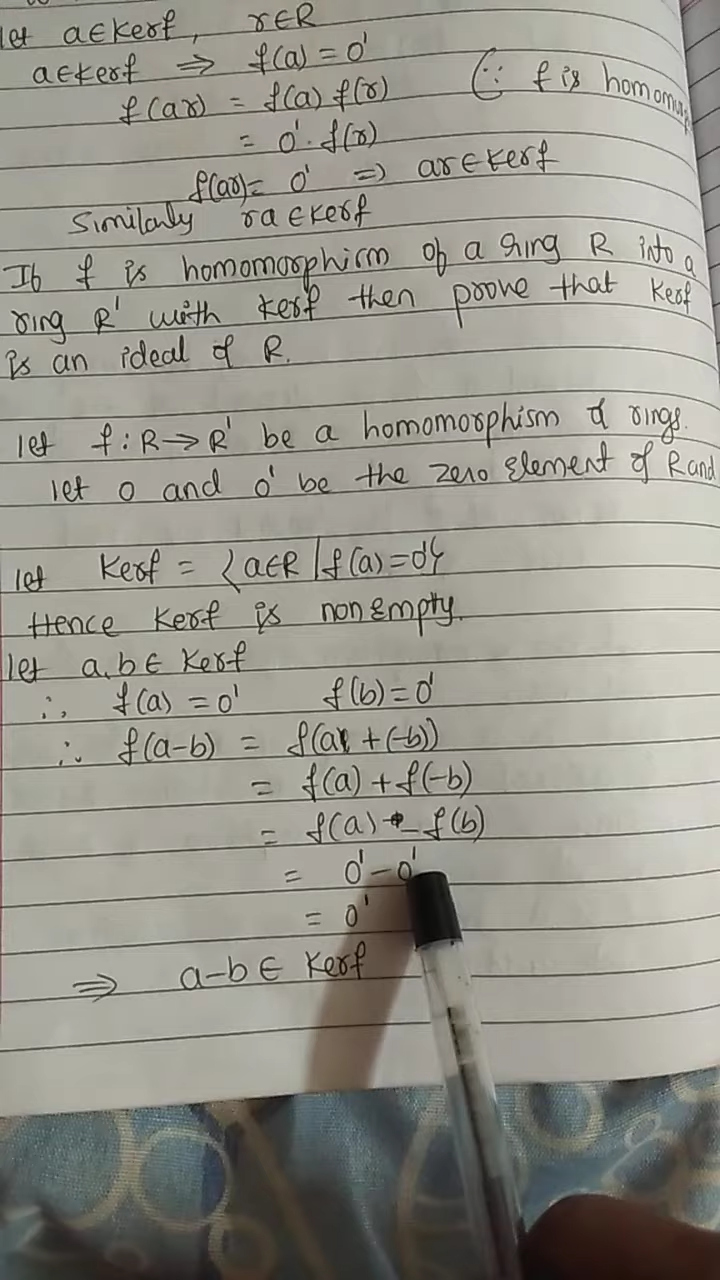 let a∈kerf, r∈R
a∈kerf ⇒ f(a) = 0'
f(ar) = f(a) f(r) (∵ f is
= 0'. f(r)
f(ar)= 0' => ar∈kerf
Similarly ra∈kerf
If f is homomorphism of a ring R into a
ring R' with kerf then prove that kerf
is an ideal of R.
let f:R→R' be a homomorphism of rings.
let 0 and 0' be the zero element of R and
let Kerf = {a∈R | f(a)=0'}
Hence Kerf is nonempty.
let a,b∈ Kerf
∴ f(a) = 0' f(b)=0'
∴ f(a-b) = f(a +(-b))
= f(a) + f(-b)
= f(a) - f(b)
= 0' - 0'
= 0'
⇒ a-b∈ Kerf